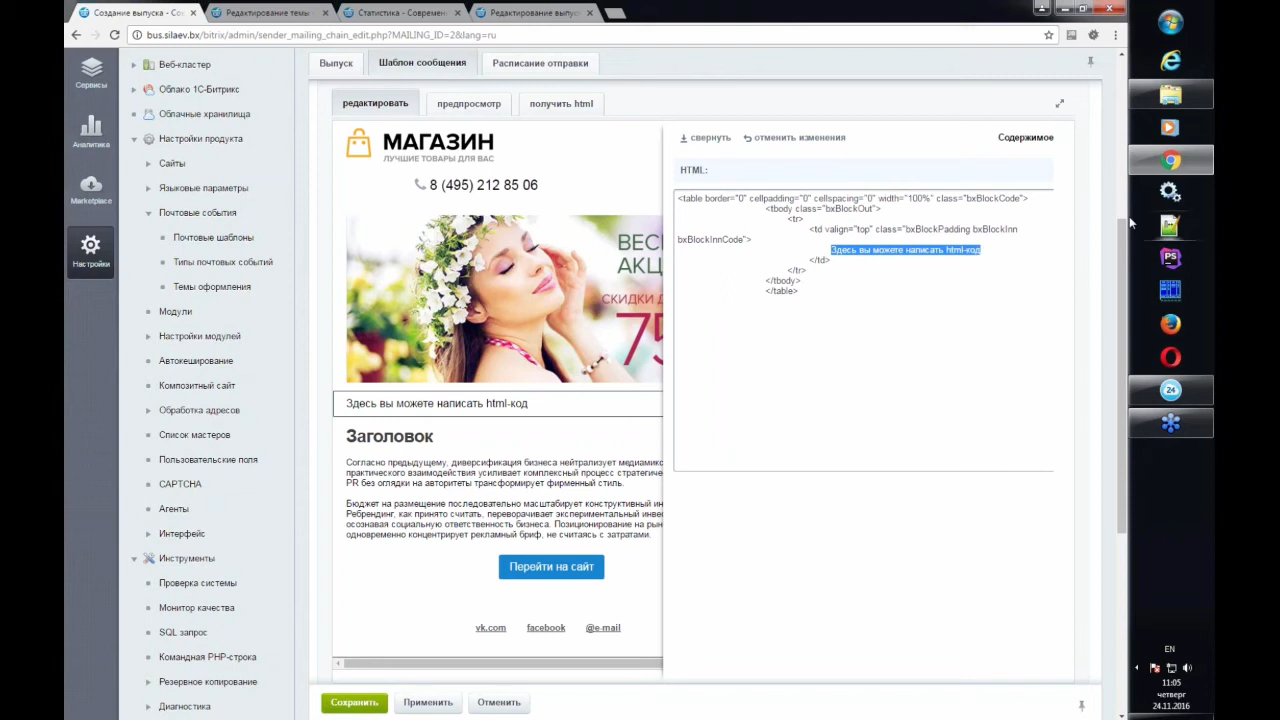 Создание выпуска - Сос
Редактирование темы
Статистика - Современн
Редактирование выпус
bus.silaev.bx/bitrix/admin/sender_mailing_chain_edit.php?MAILING_ID=2&lang=ru
Сервисы
Аналитика
Marketplace
Настройки
Веб-кластер
Облако 1С-Битрикс
Облачные хранилища
Настройки продукта
Сайты
Языковые параметры
Почтовые события
Почтовые шаблоны
Типы почтовых событий
Темы оформления
Модули
Настройки модулей
Автокеширование
Композитный сайт
Обработка адресов
Список мастеров
Пользовательские поля
CAPTCHA
Агенты
Интерфейс
Инструменты
Проверка системы
Монитор качества
SQL запрос
Командная PHP-строка
Резервное копирование
Диагностика
Выпуск
Шаблон сообщения
Расписание отправки
редактировать
предпросмотр
получить html
МАГАЗИН
ЛУЧШИЕ ТОВАРЫ ДЛЯ ВАС
8 (495) 212 85 06
ВЕС
АК
СКИДКИ Д
75
Здесь вы можете написать html-код
Заголовок
Согласно предыдущему, диверсификация бизнеса нейтрализует медиамикс
практического взаимодействия усиливает комплексный процесс стратегиче
PR без оглядки на авторитеты трансформирует фирменный стиль.
Бюджет на размещение последовательно масштабирует конструктивный ин
Ребрендинг, как принято считать, переворачивает экспериментальный инве
осознавая социальную ответственность бизнеса. Позиционирование на рын
одновременно концентрирует рекламный бриф, не считаясь с затратами.
Перейти на сайт
vk.com facebook @e-mail
свернуть
отменить изменения
Содержимое
HTML:
<table border="0" cellpadding="0" cellspacing="0" width="100%" class="bxBlockCode">
<tbody class="bxBlockOut">
<tr>
<td valign="top" class="bxBlockPadding bxBlockInn
bxBlockInnCode">
Здесь вы можете написать html-код
</td>
</tr>
</tbody>
</table>
Сохранить
Применить
Отменить
24
PS
EN
11:05
четверг
24.11.2016